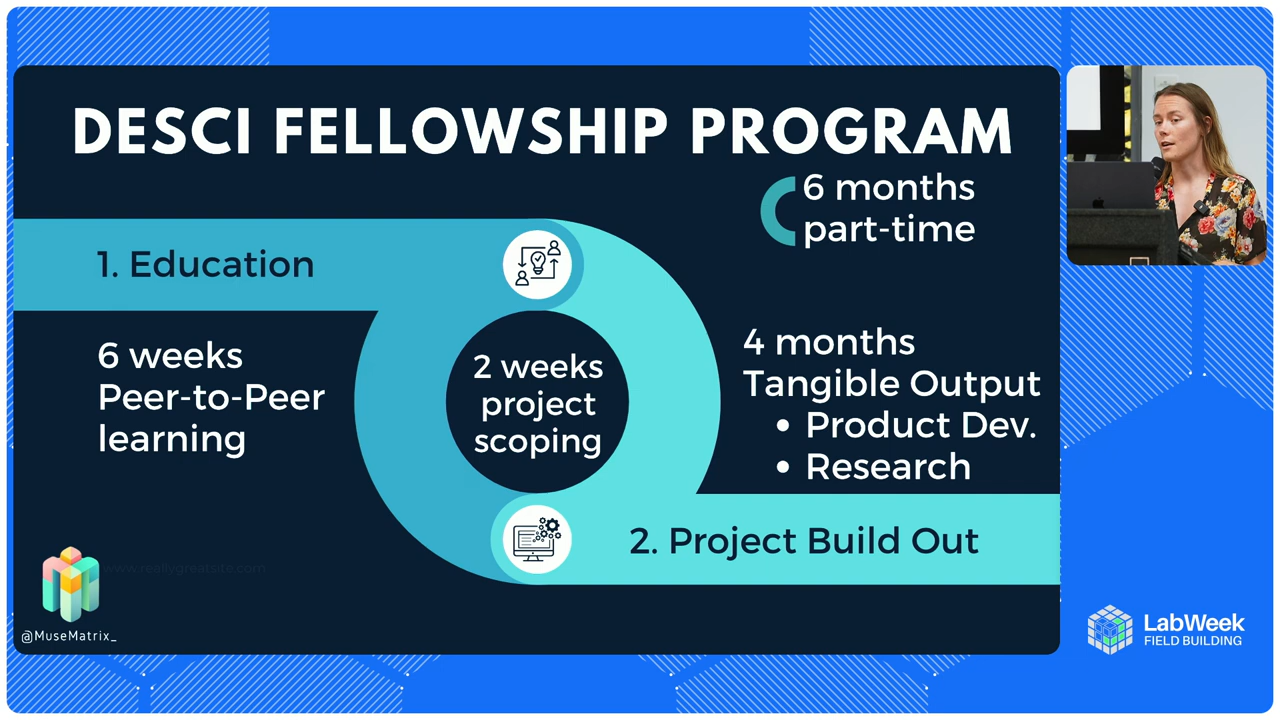 DESCI FELLOWSHIP PROGRAM
6 months
part-time
1. Education
6 weeks
Peer-to-Peer
learning
2 weeks
project
scoping
4 months
Tangible Output
• Product Dev.
• Research
2. Project Build Out
www.reallygreatsite.com
@MuseMatrix_
LabWeek
FIELD BUILDING